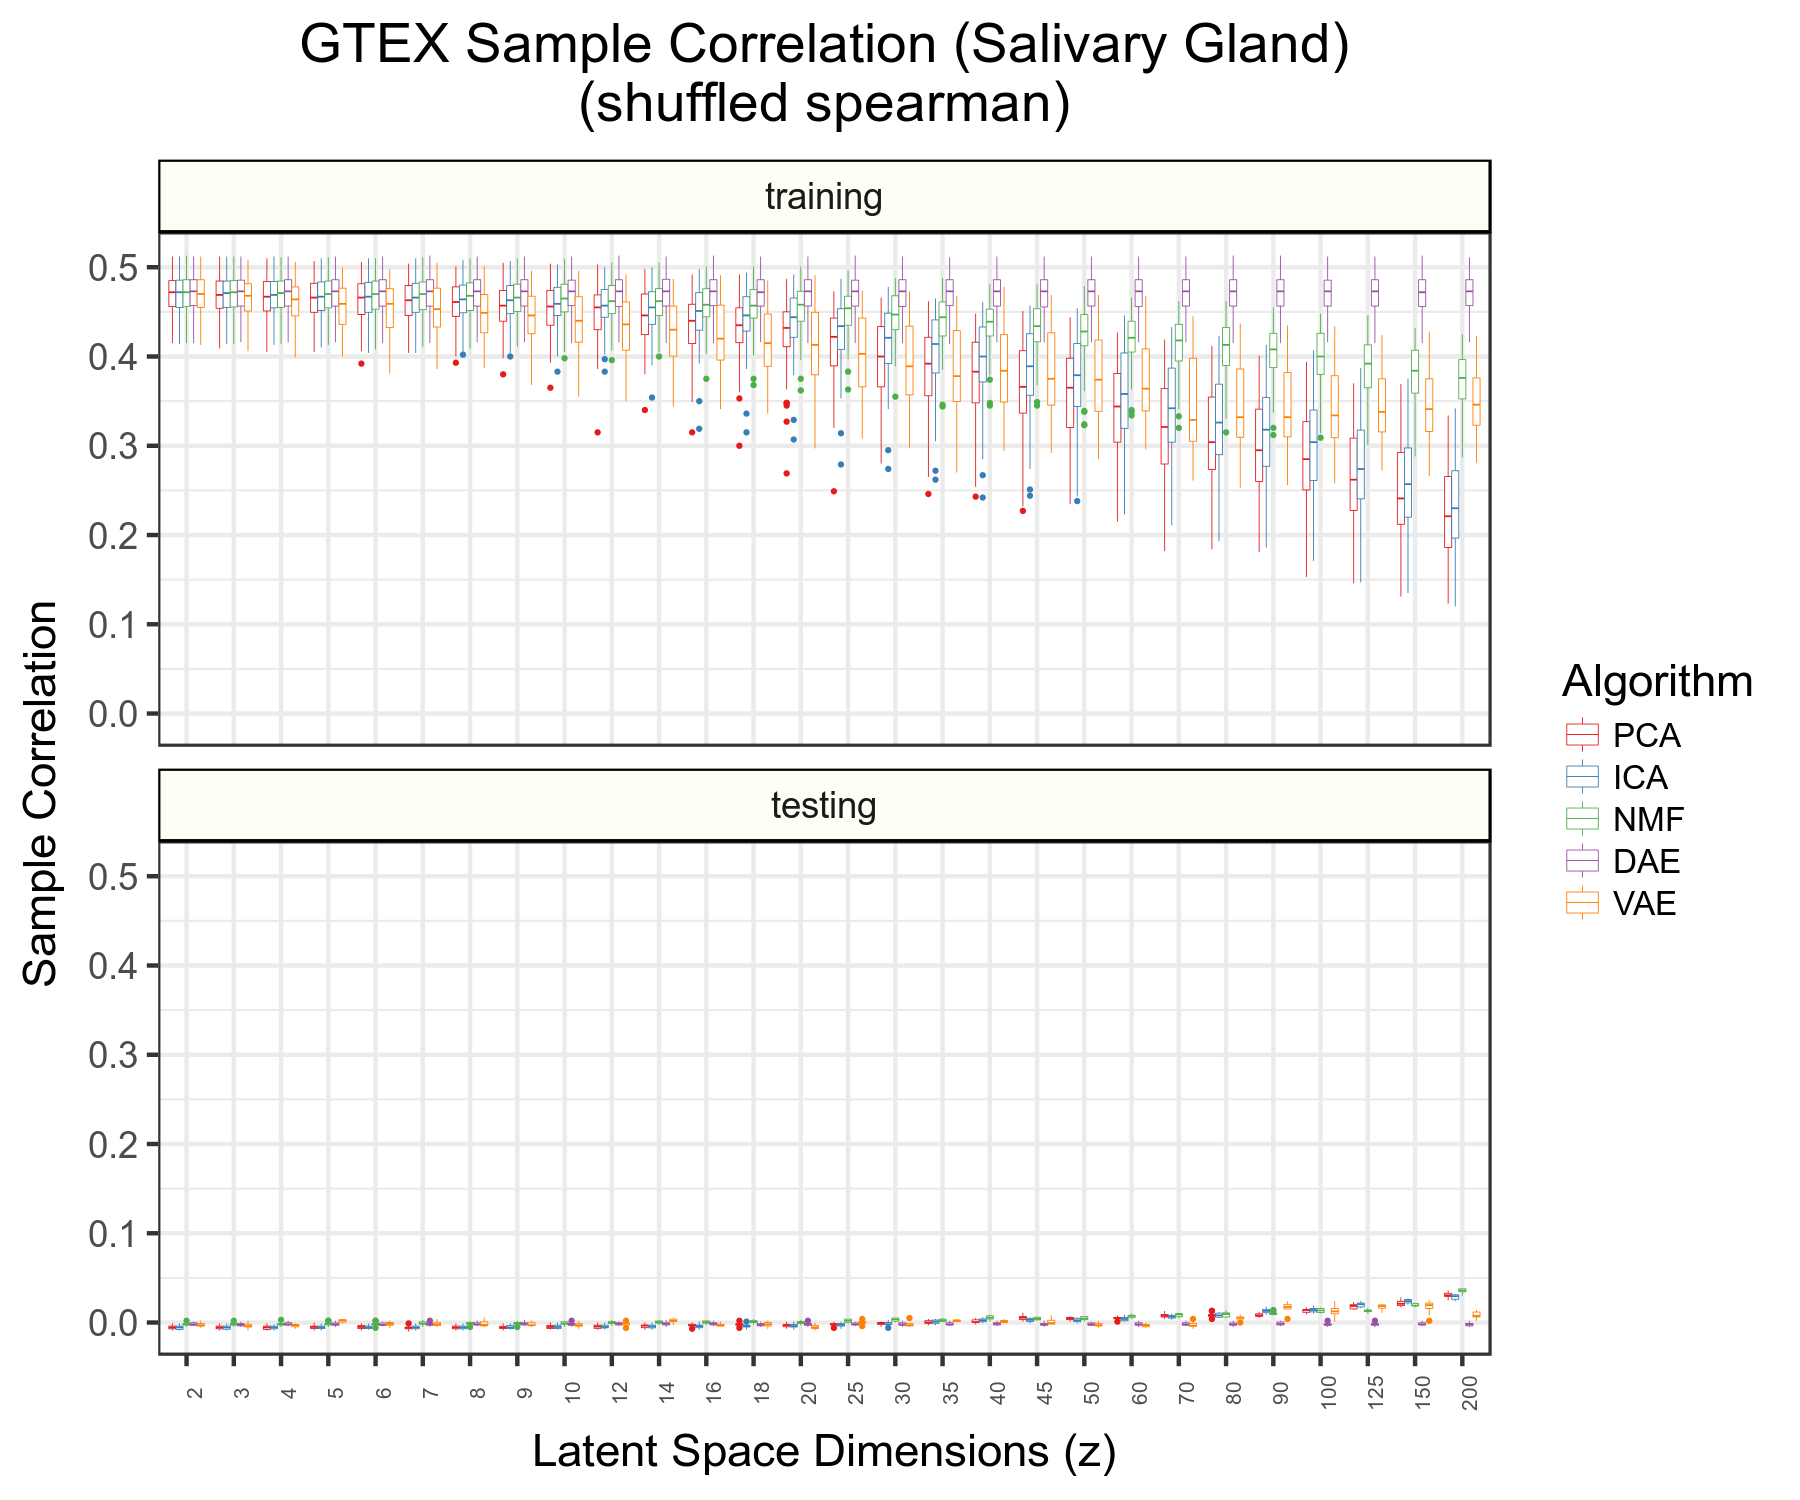 GTEX Sample Correlation (Salivary Gland)
(shuffled spearman)
training
0.5
0.4
0.3
0.2
0.1
0.0
testing
0.5
0.4
0.3
0.2
0.1
0.0
Sample Correlation
2 3 4 5 6 7 8 9 10 12 14 16 18 20 25 30 35 40 45 50 60 70 80 90 100 125 150 200
Latent Space Dimensions (z)
Algorithm
PCA
ICA
NMF
DAE
VAE